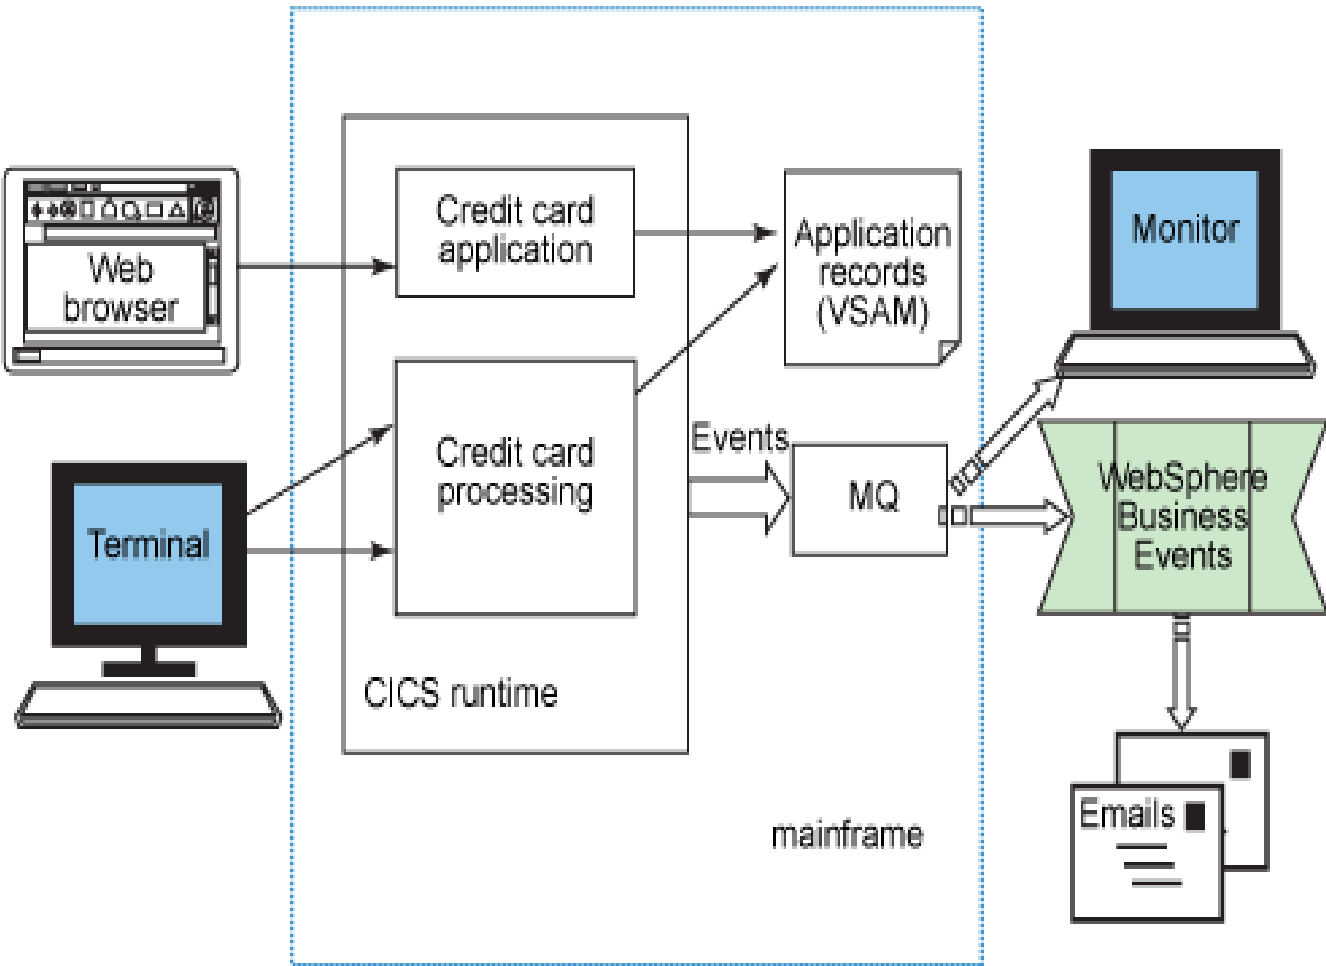 Web
browser
Terminal
Credit card
application
Credit card
processing
CICS runtime
Application
records
(VSAM)
Events
MQ
mainframe
Monitor
WebSphere
Business
Events
Emails